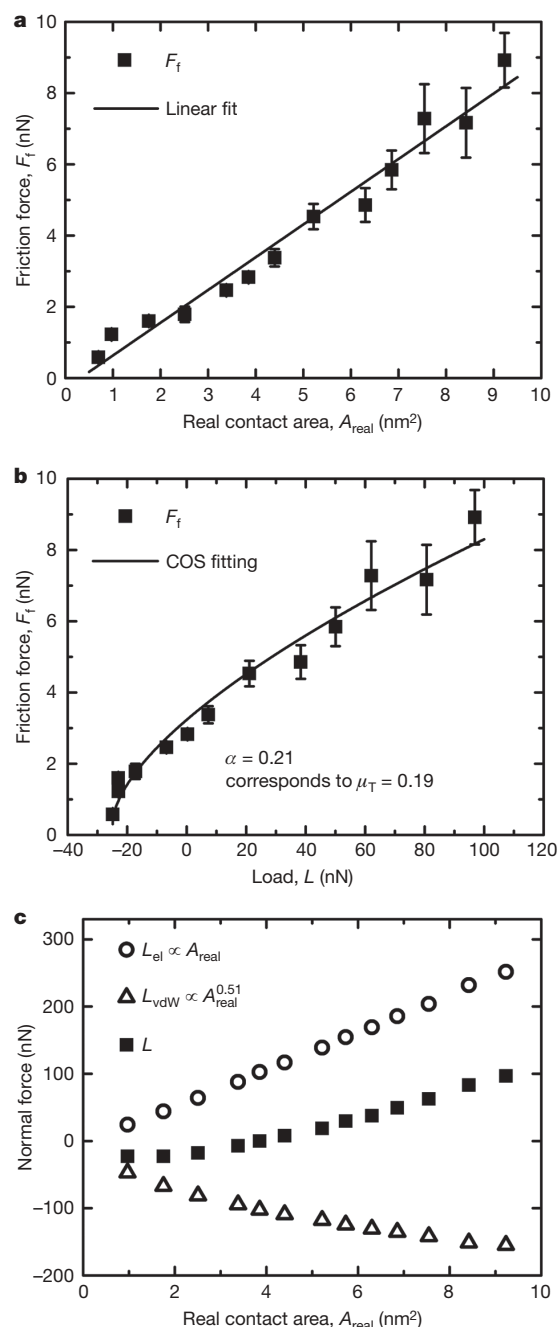 a
10
8
6
4
2
0
Friction force, Ff (nN)
Ff
Linear fit
0 1 2 3 4 5 6 7 8 9 10
Real contact area, Areal (nm²)
b
10
8
6
4
2
0
Friction force, Ff (nN)
Ff
COS fitting
α = 0.21
corresponds to μT = 0.19
–40 –20 0 20 40 60 80 100 120
Load, L (nN)
c
300
200
100
0
–100
–200
Normal force (nN)
Lel ∝ Areal
LvdW ∝ Areal^0.51
L
0 2 4 6 8 10
Real contact area, Areal (nm²)